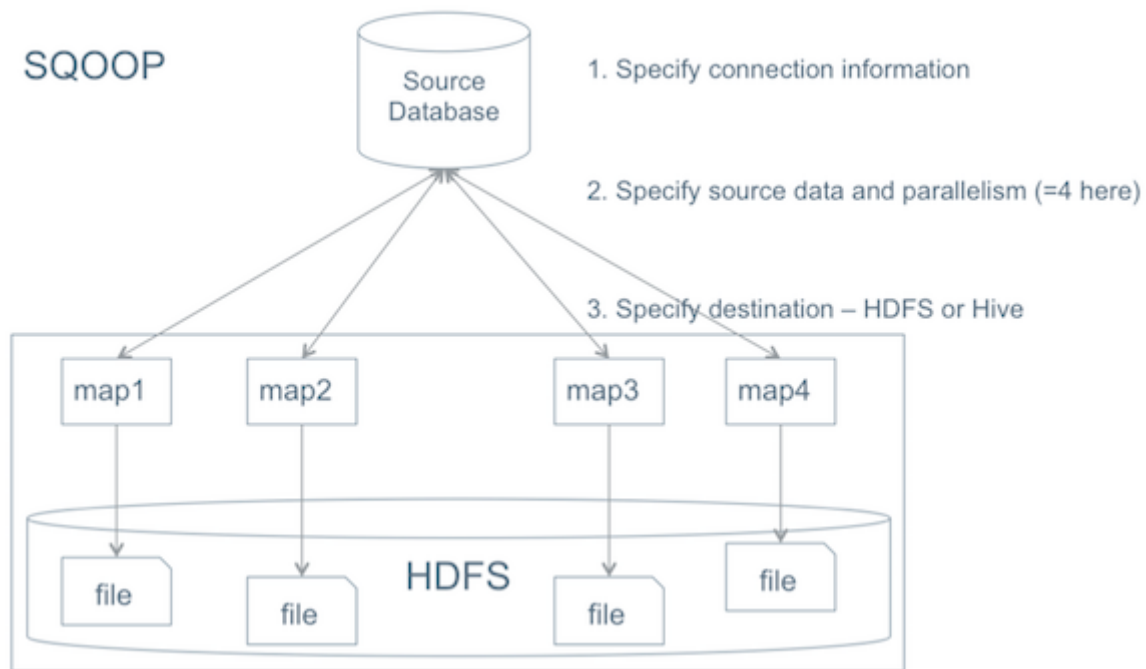 SQOOP
Source
Database
1. Specify connection information
2. Specify source data and parallelism (=4 here)
3. Specify destination – HDFS or Hive
map1
map2
map3
map4
HDFS
file
file
file
file